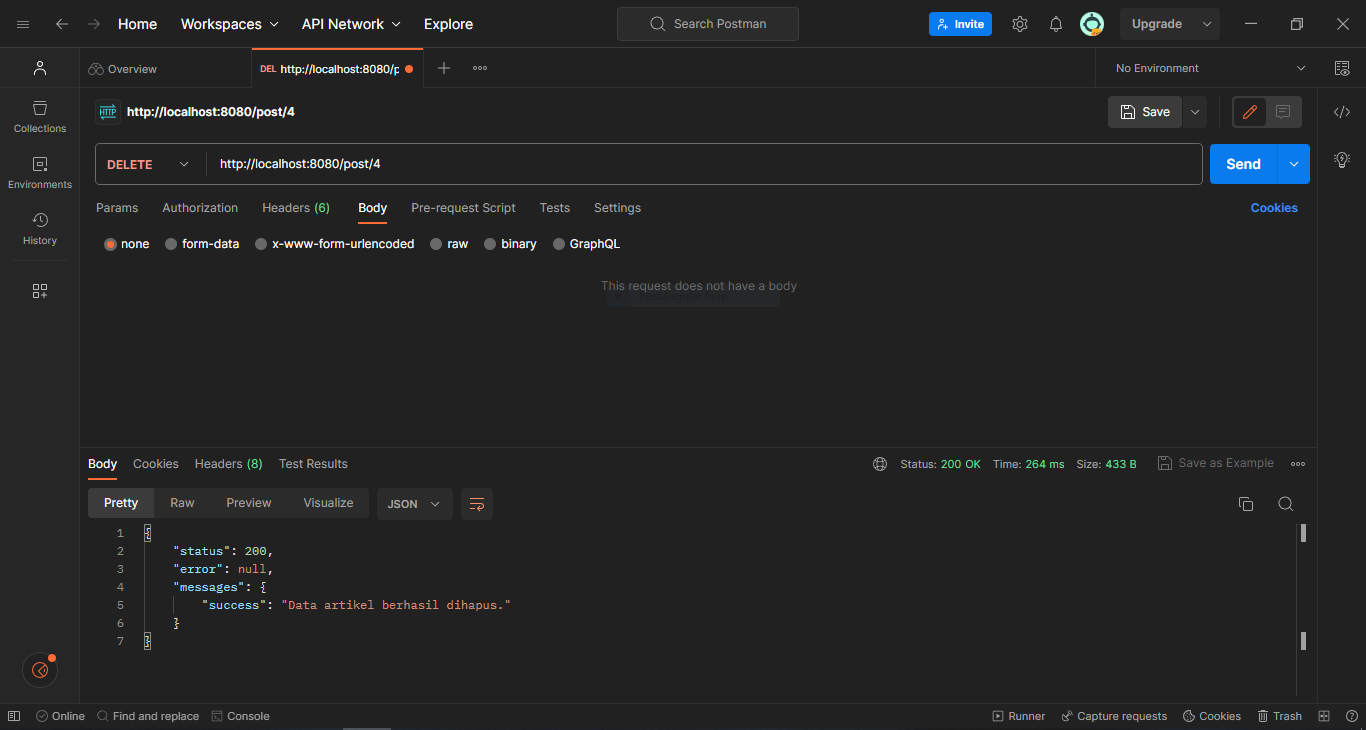 Home Workspaces API Network Explore Search Postman Invite Upgrade
Overview DEL http://localhost:8080/p No Environment
HTTP http://localhost:8080/post/4 Save
Collections
DELETE http://localhost:8080/post/4 Send
Environments
Params Authorization Headers (6) Body Pre-request Script Tests Settings Cookies
History
none form-data x-www-form-urlencoded raw binary GraphQL
This request does not have a body
Body Cookies Headers (8) Test Results Status: 200 OK Time: 264 ms Size: 433 B Save as Example
Pretty Raw Preview Visualize JSON
1 {
2 "status": 200,
3 "error": null,
4 "messages": {
5 "success": "Data artikel berhasil dihapus."
6 }
7 }
Online Find and replace Console Runner Capture requests Cookies Trash